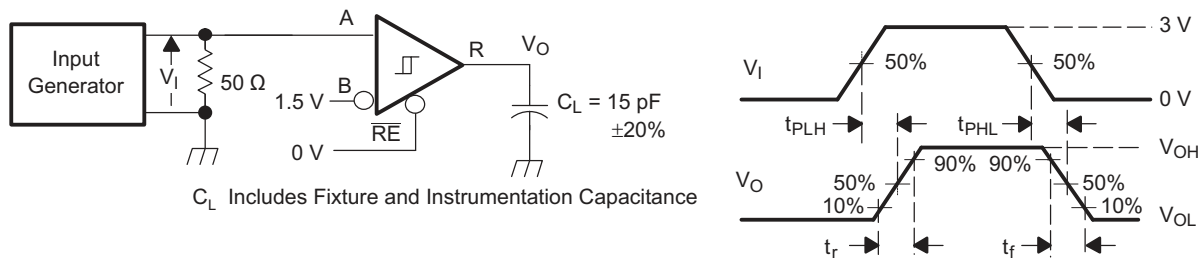 Input
Generator
V_I
50 Ω
A
B
1.5 V
0 V
R̅E̅
R
V_O
C_L = 15 pF
±20%
C_L Includes Fixture and Instrumentation Capacitance
V_I
50%
50%
3 V
0 V
t_PLH
t_PHL
V_O
90%
90%
50%
50%
10%
10%
V_OH
V_OL
t_r
t_f